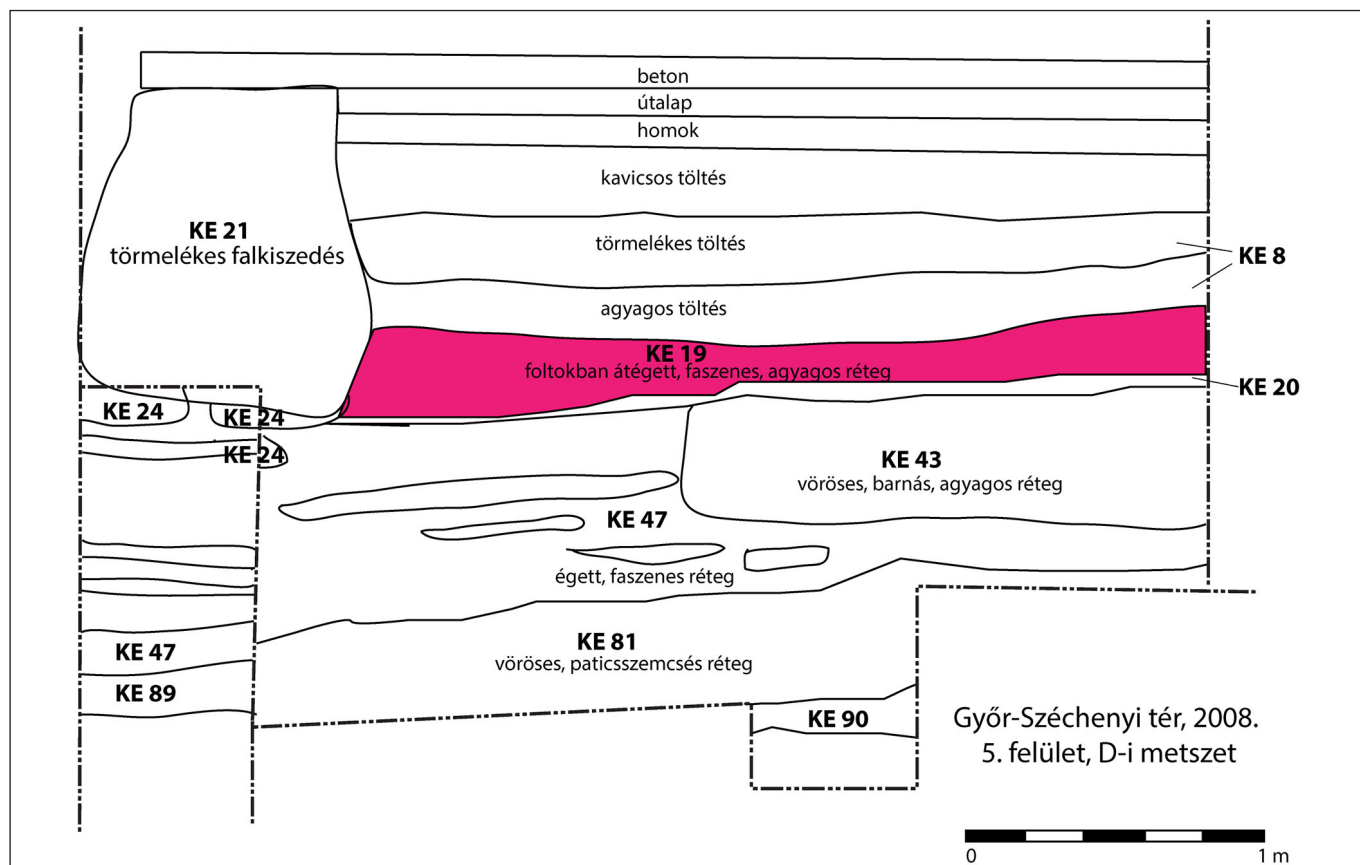 beton
útalap
homok
kavicsos töltés
KE 21
törmelékes falkiszedés
törmelékes töltés
KE 8
agyagos töltés
KE 19
foltokban átégett, faszenes, agyagos réteg
KE 20
KE 24
KE 24
KE 24
KE 43
vöröses, barnás, agyagos réteg
KE 47
égett, faszenes réteg
KE 81
vöröses, paticsszemcsés réteg
KE 47
KE 89
KE 90
Győr-Széchenyi tér, 2008.
5. felület, D-i metszet
0
1 m